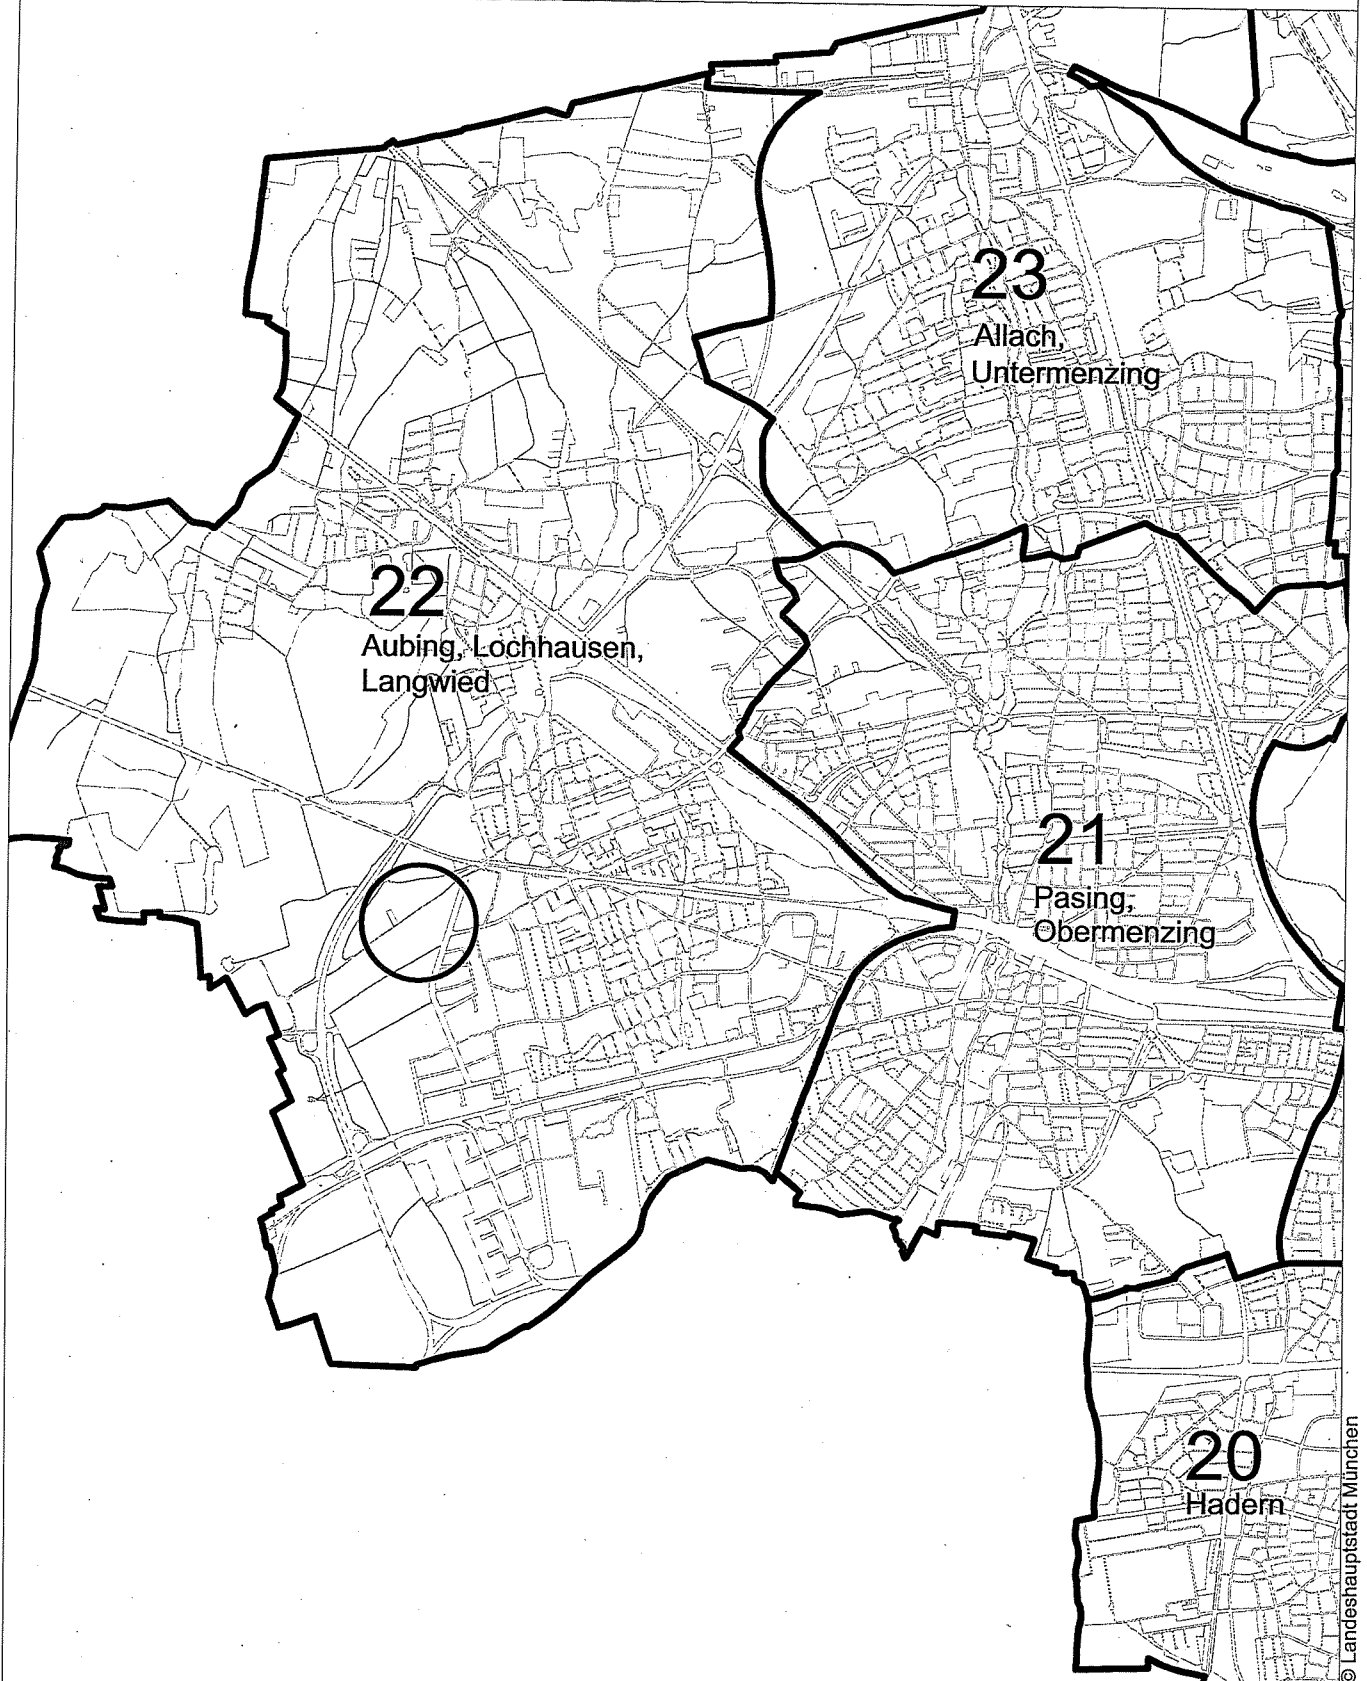 23
Allach,
Untermenzing
22
Aubing, Lochhausen,
Langwied
21
Pasing,
Obermenzing
20
Hadern
© Landeshauptstadt München